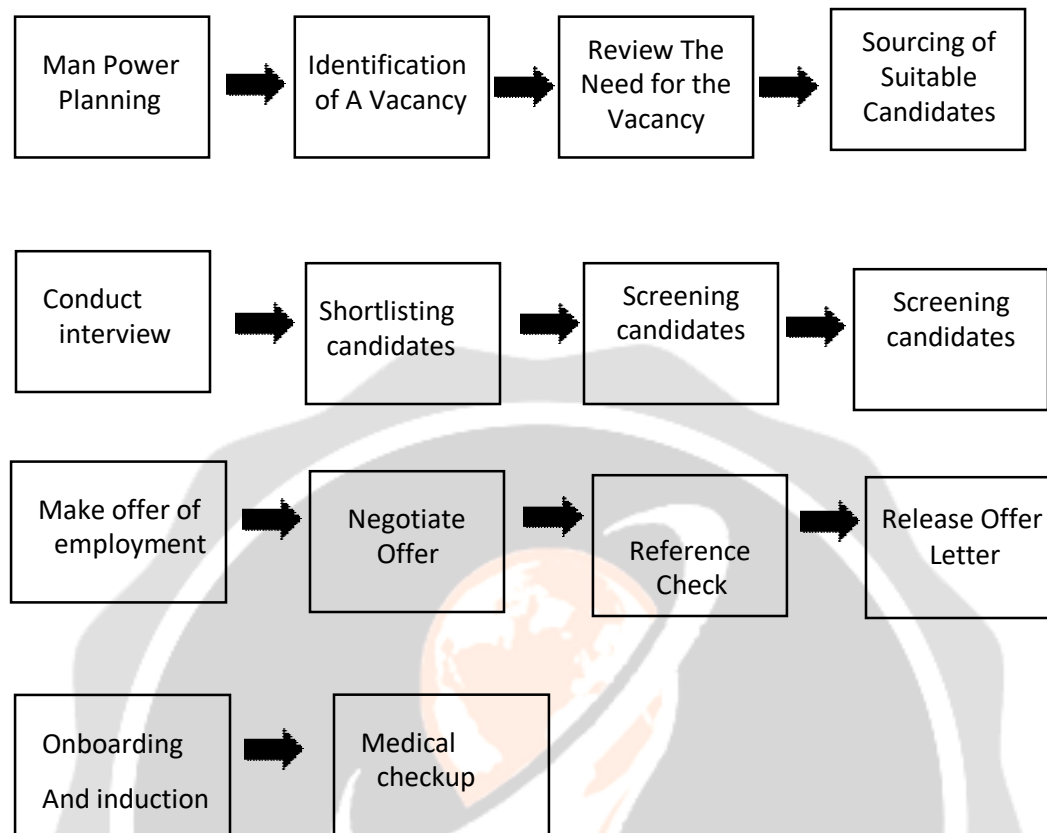 Man Power
Planning
Identification
of A Vacancy
Review The
Need for the
Vacancy
Sourcing of
Suitable
Candidates
Conduct
interview
Shortlisting
candidates
Screening
candidates
Screening
candidates
Make offer of
employment
Negotiate
Offer
Reference
Check
Release Offer
Letter
Onboarding
And induction
Medical
checkup